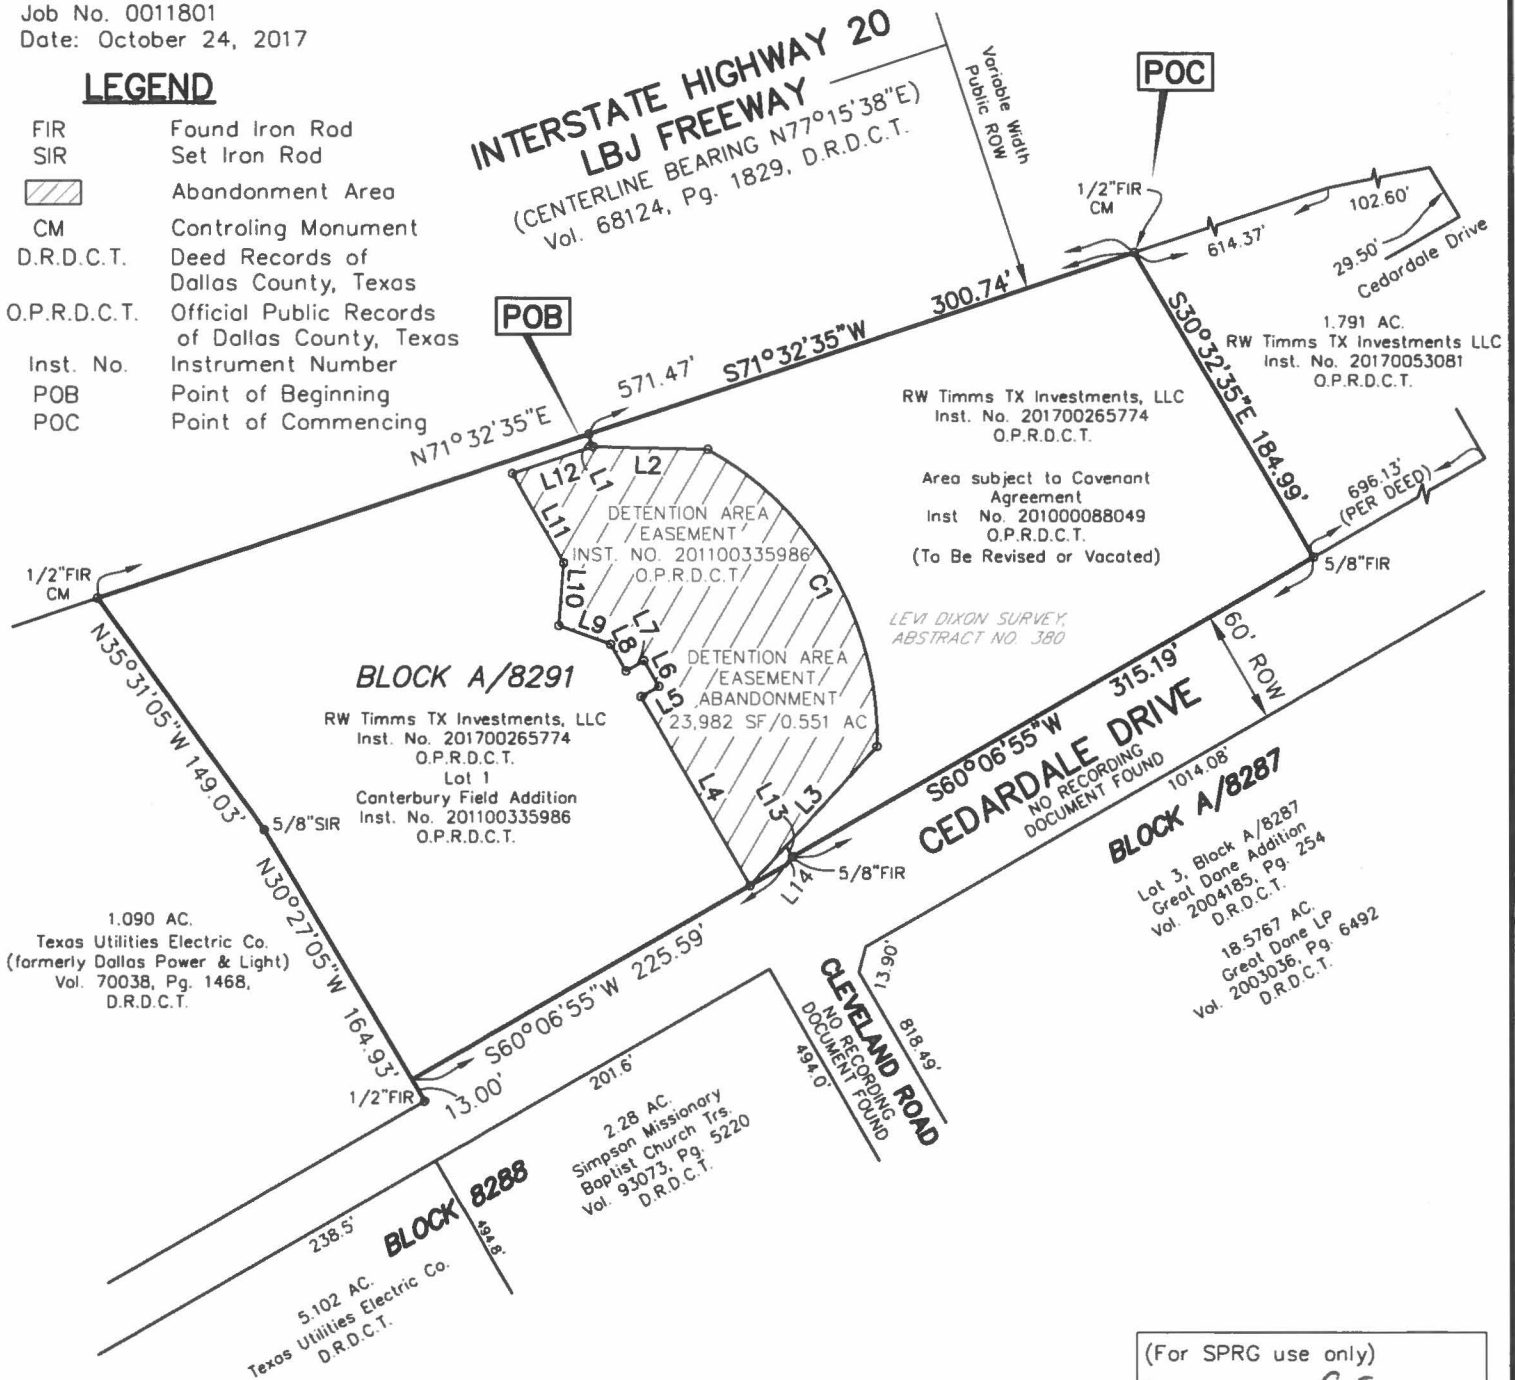 Job No. 0011801
Date: October 24, 2017
LEGEND
FIR Found Iron Rod
SIR Set Iron Rod
Abandonment Area
CM Controling Monument
D.R.D.C.T. Deed Records of
Dallas County, Texas
O.P.R.D.C.T. Official Public Records
of Dallas County, Texas
Inst. No. Instrument Number
POB Point of Beginning
POC Point of Commencing
INTERSTATE HIGHWAY 20
LBJ FREEWAY
(CENTERLINE BEARING N77°15'38"E)
Vol. 68124, Pg. 1829, D.R.D.C.T.
Variable Width
Public ROW
POC
1/2"FIR
CM
614.37'
102.60'
29.50'
Cedardale Drive
1.791 AC.
RW Timms TX Investments LLC
Inst. No. 20170053081
O.P.R.D.C.T.
POB
N71°32'35"E
571.47'
S71°32'35"W
300.74'
S30°32'35"E 184.99'
696.13'
(PER DEED)
5/8"FIR
RW Timms TX Investments, LLC
Inst. No. 201700265774
O.P.R.D.C.T.
Area subject to Covenant
Agreement
Inst No. 201000088049
O.P.R.D.C.T.
(To Be Revised or Vacated)
LEVI DIXON SURVEY,
ABSTRACT NO. 380
L12
L1
L2
L11
DETENTION AREA
EASEMENT
INST. NO. 201100335986
O.P.R.D.C.T.
L10
C1
L9
L8
L7
L6
L5
DETENTION AREA
EASEMENT
ABANDONMENT
23,982 SF/0.551 AC
L4
L13
L3
L14
5/8"FIR
1/2"FIR
CM
N35°31'05"W 149.03'
5/8"SIR
N30°27'05"W 164.93'
1/2"FIR
13.00'
BLOCK A/8291
RW Timms TX Investments, LLC
Inst. No. 201700265774
O.P.R.D.C.T.
Lot 1
Canterbury Field Addition
Inst. No. 201100335986
O.P.R.D.C.T.
1.090 AC.
Texas Utilities Electric Co.
(formerly Dallas Power & Light)
Vol. 70038, Pg. 1468,
D.R.D.C.T.
S60°06'55"W 225.59'
S60°06'55"W 315.19'
60' ROW
CEDARDALE DRIVE
NO RECORDING
DOCUMENT FOUND
1014.08'
BLOCK A/8287
Lot 3, Block A/8287
Great Dane Addition
Vol. 2004185, Pg. 254
D.R.D.C.T.
18.5767 AC.
Great Dane LP
Vol. 2003036, Pg. 6492
D.R.D.C.T.
13.90'
818.49'
CLEVELAND ROAD
NO RECORDING
DOCUMENT FOUND
494.0'
201.6'
2.28 AC.
Simpson Missionary
Baptist Church Trs.
Vol. 93073, Pg. 5220
D.R.D.C.T.
BLOCK 8288
494.8'
238.5'
5.102 AC.
Texas Utilities Electric Co.
D.R.D.C.T.
(For SPRG use only)